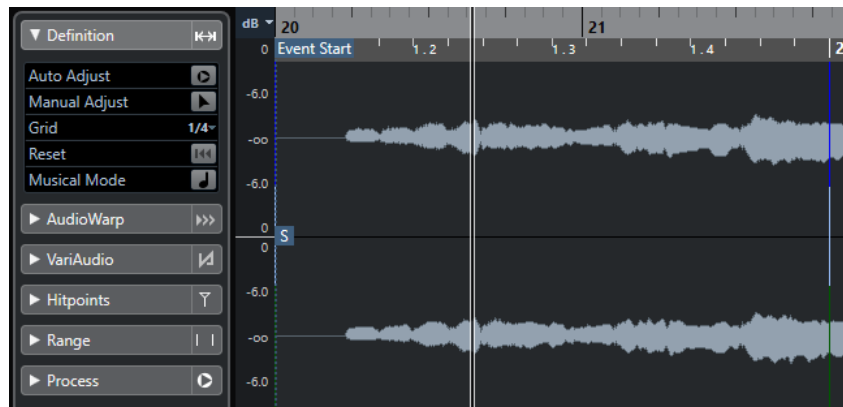 Definition
Auto Adjust
Manual Adjust
Grid 1/4
Reset
Musical Mode
AudioWarp
VariAudio
Hitpoints
Range
Process
dB 20 21
0 Event Start 1.2 1.3 1.4 2
-6.0
-oo
-6.0
0
S
0
-6.0
-oo
-6.0